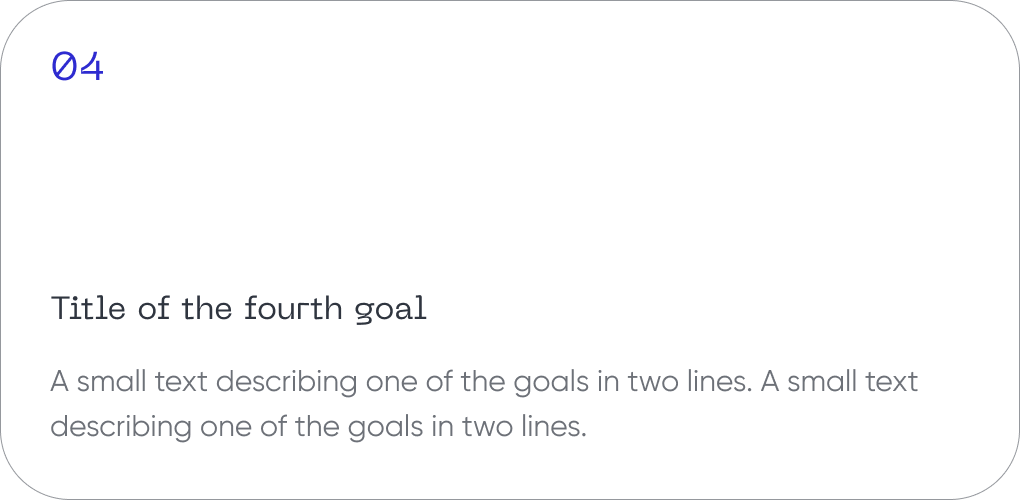 04
Title of the fourth goal
A small text describing one of the goals in two lines. A small text
describing one of the goals in two lines.